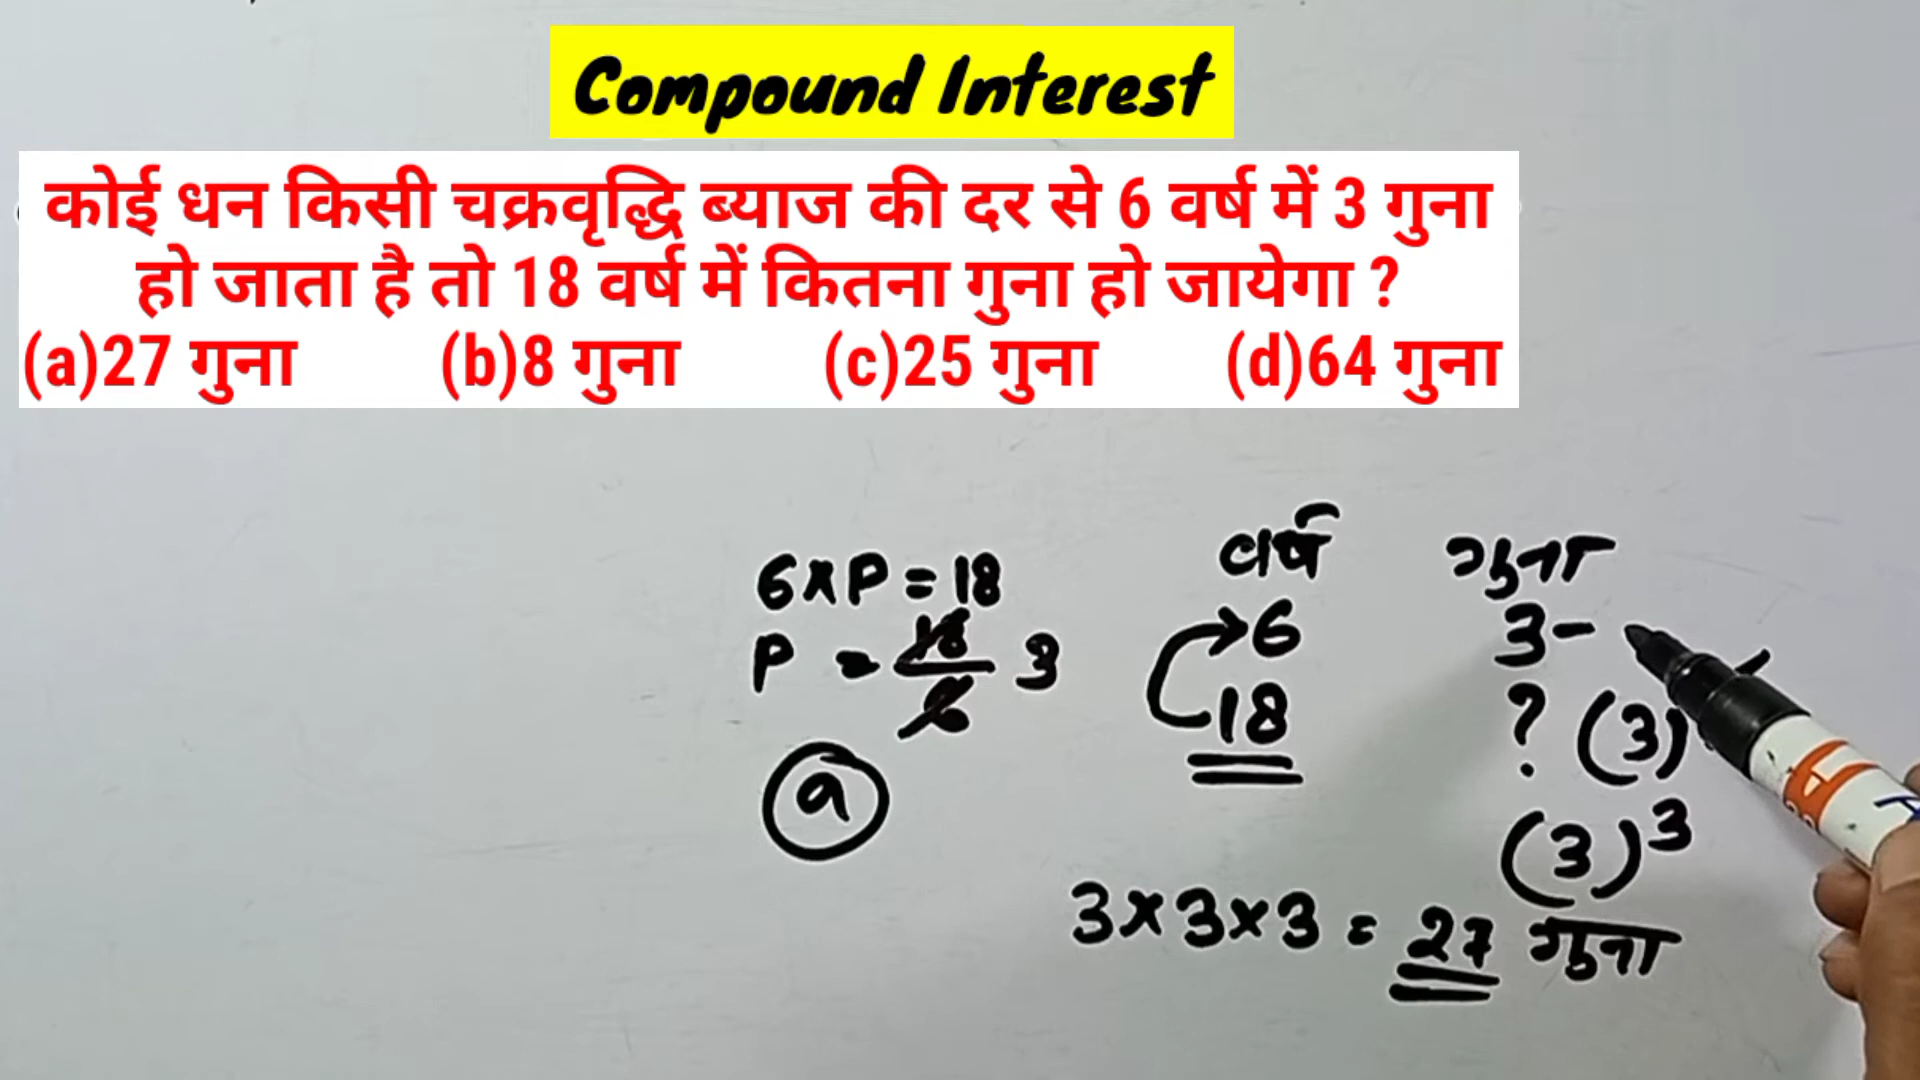 Compound Interest
कोई धन किसी चक्रवृद्धि ब्याज की दर से 6 वर्ष में 3 गुना
हो जाता है तो 18 वर्ष में कितना गुना हो जायेगा ?
(a)27 गुना (b)8 गुना (c)25 गुना (d)64 गुना
6×P=18
P = 18/6 3
a
वर्ष गुना
6 3-
18 ? (3)
(3)³
3×3×3 = 27 गुना